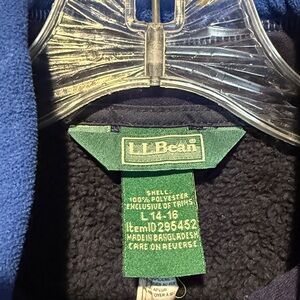 L.L.Bean®
SHELL:
100% POLYESTER
EXCLUSIVE OF TRIMS
L 14-16
Item ID 295452
MADE IN BANGLADESH
CARE ON REVERSE